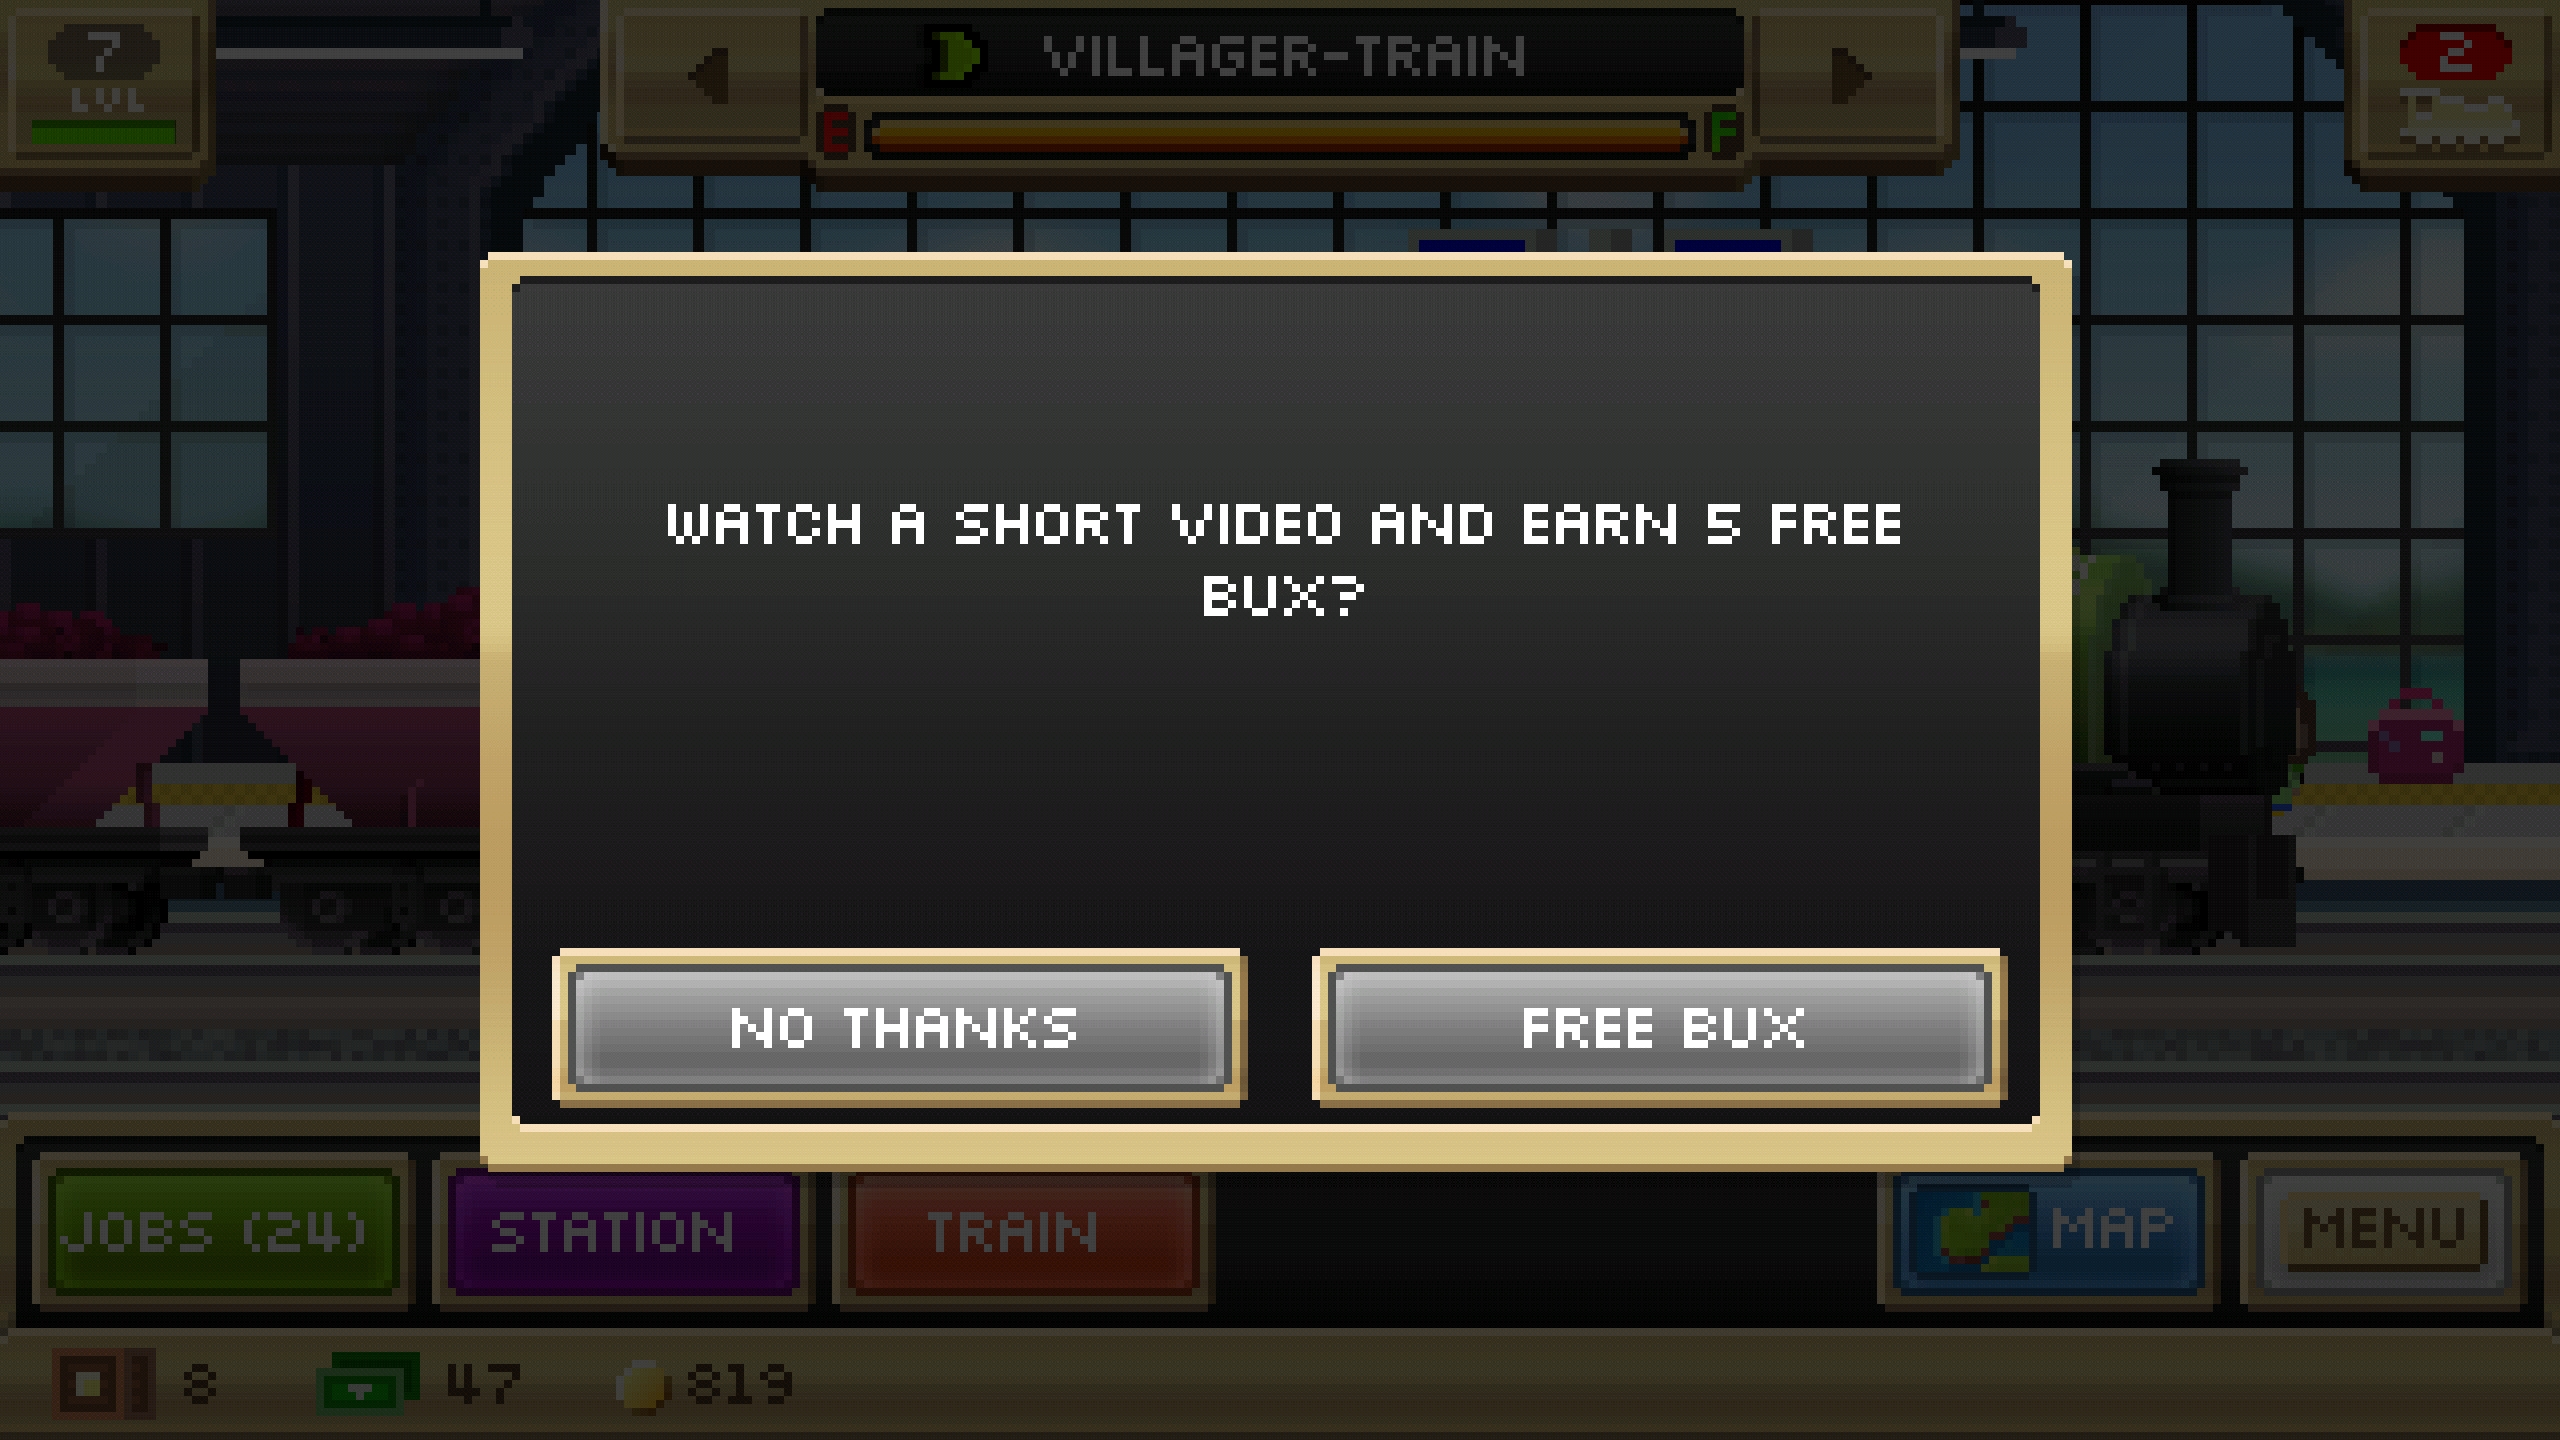 7
LVL
VILLAGER-TRAIN
E F
2
WATCH A SHORT VIDEO AND EARN 5 FREE
BUX?
NO THANKS
FREE BUX
JOBS (24)
STATION
TRAIN
MAP
MENU
8
47
819